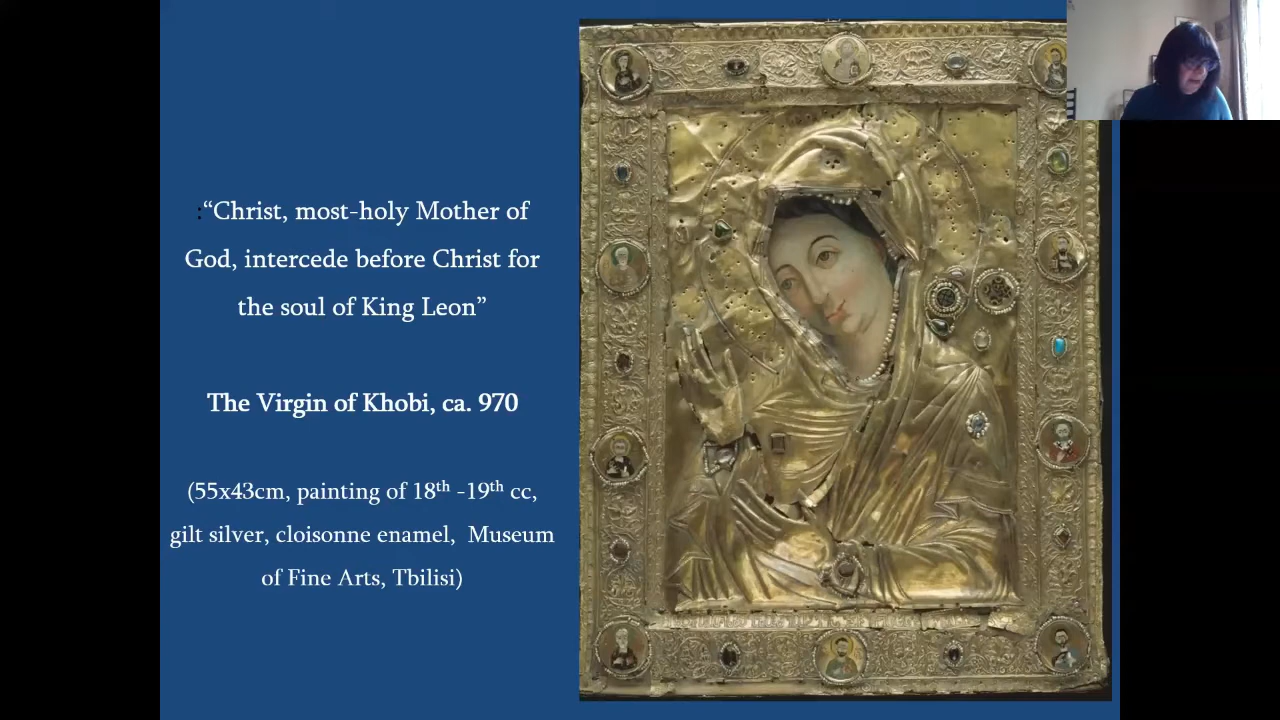 :“Christ, most-holy Mother of
God, intercede before Christ for
the soul of King Leon”
The Virgin of Khobi, ca. 970
(55x43cm, painting of 18th -19th cc,
gilt silver, cloisonne enamel, Museum
of Fine Arts, Tbilisi)